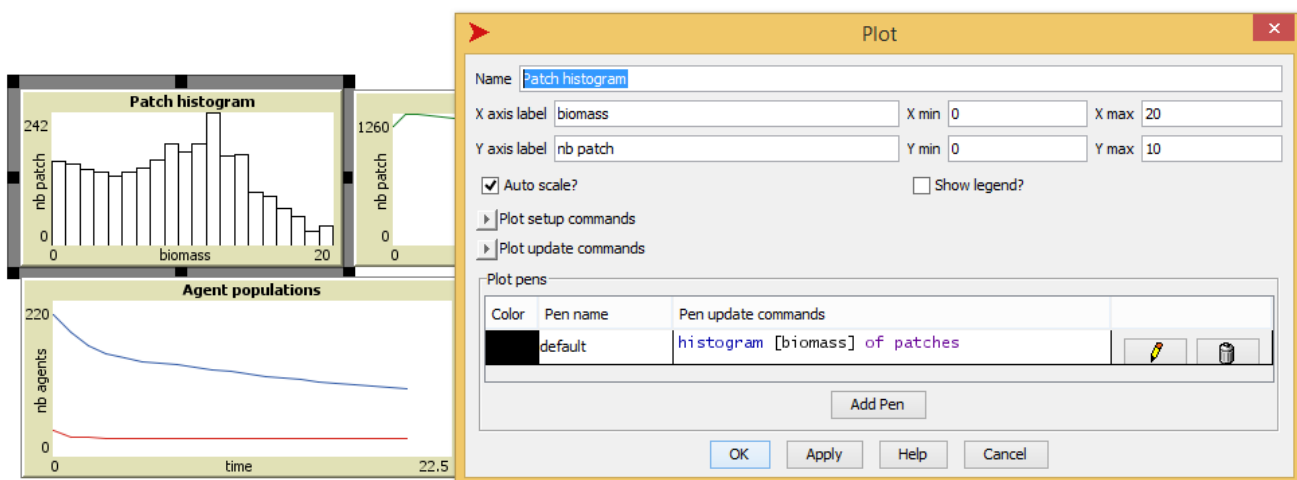 Patch histogram
242
nb patch
0
0 biomass 20
1260
nb patch
0
0
Agent populations
220
nb agents
0
0 time 22.5
Plot
Name Patch histogram
X axis label biomass X min 0 X max 20
Y axis label nb patch Y min 0 Y max 10
Auto scale? Show legend?
Plot setup commands
Plot update commands
Plot pens
Color Pen name Pen update commands
default histogram [biomass] of patches
Add Pen
OK Apply Help Cancel